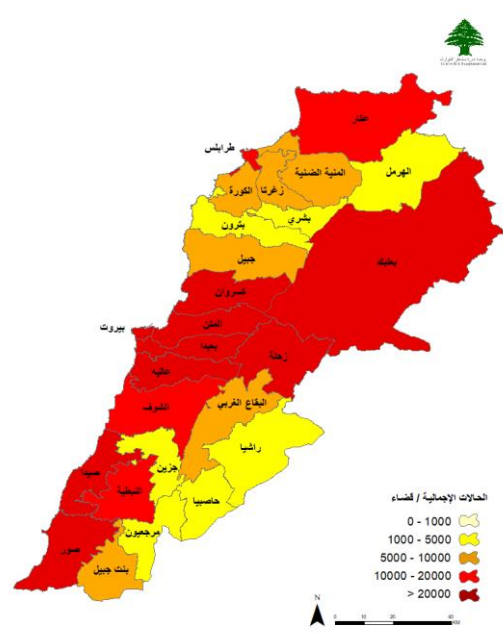 عكار
طرابلس
المنية الضنية
الهرمل
زغرتا
الكورة
بشري
بترون
جبيل
بعلبك
كسروان
المتن
بيروت
بعبدا
زحلة
عاليه
الشوف
البقاع الغربي
راشيا
جزين
صيدا
حاصبيا
النبطية
مرجعيون
صور
بنت جبيل
الحالات الإجمالية / قضاء
0 - 1000
1000 - 5000
5000 - 10000
10000 - 20000
> 20000
N
0